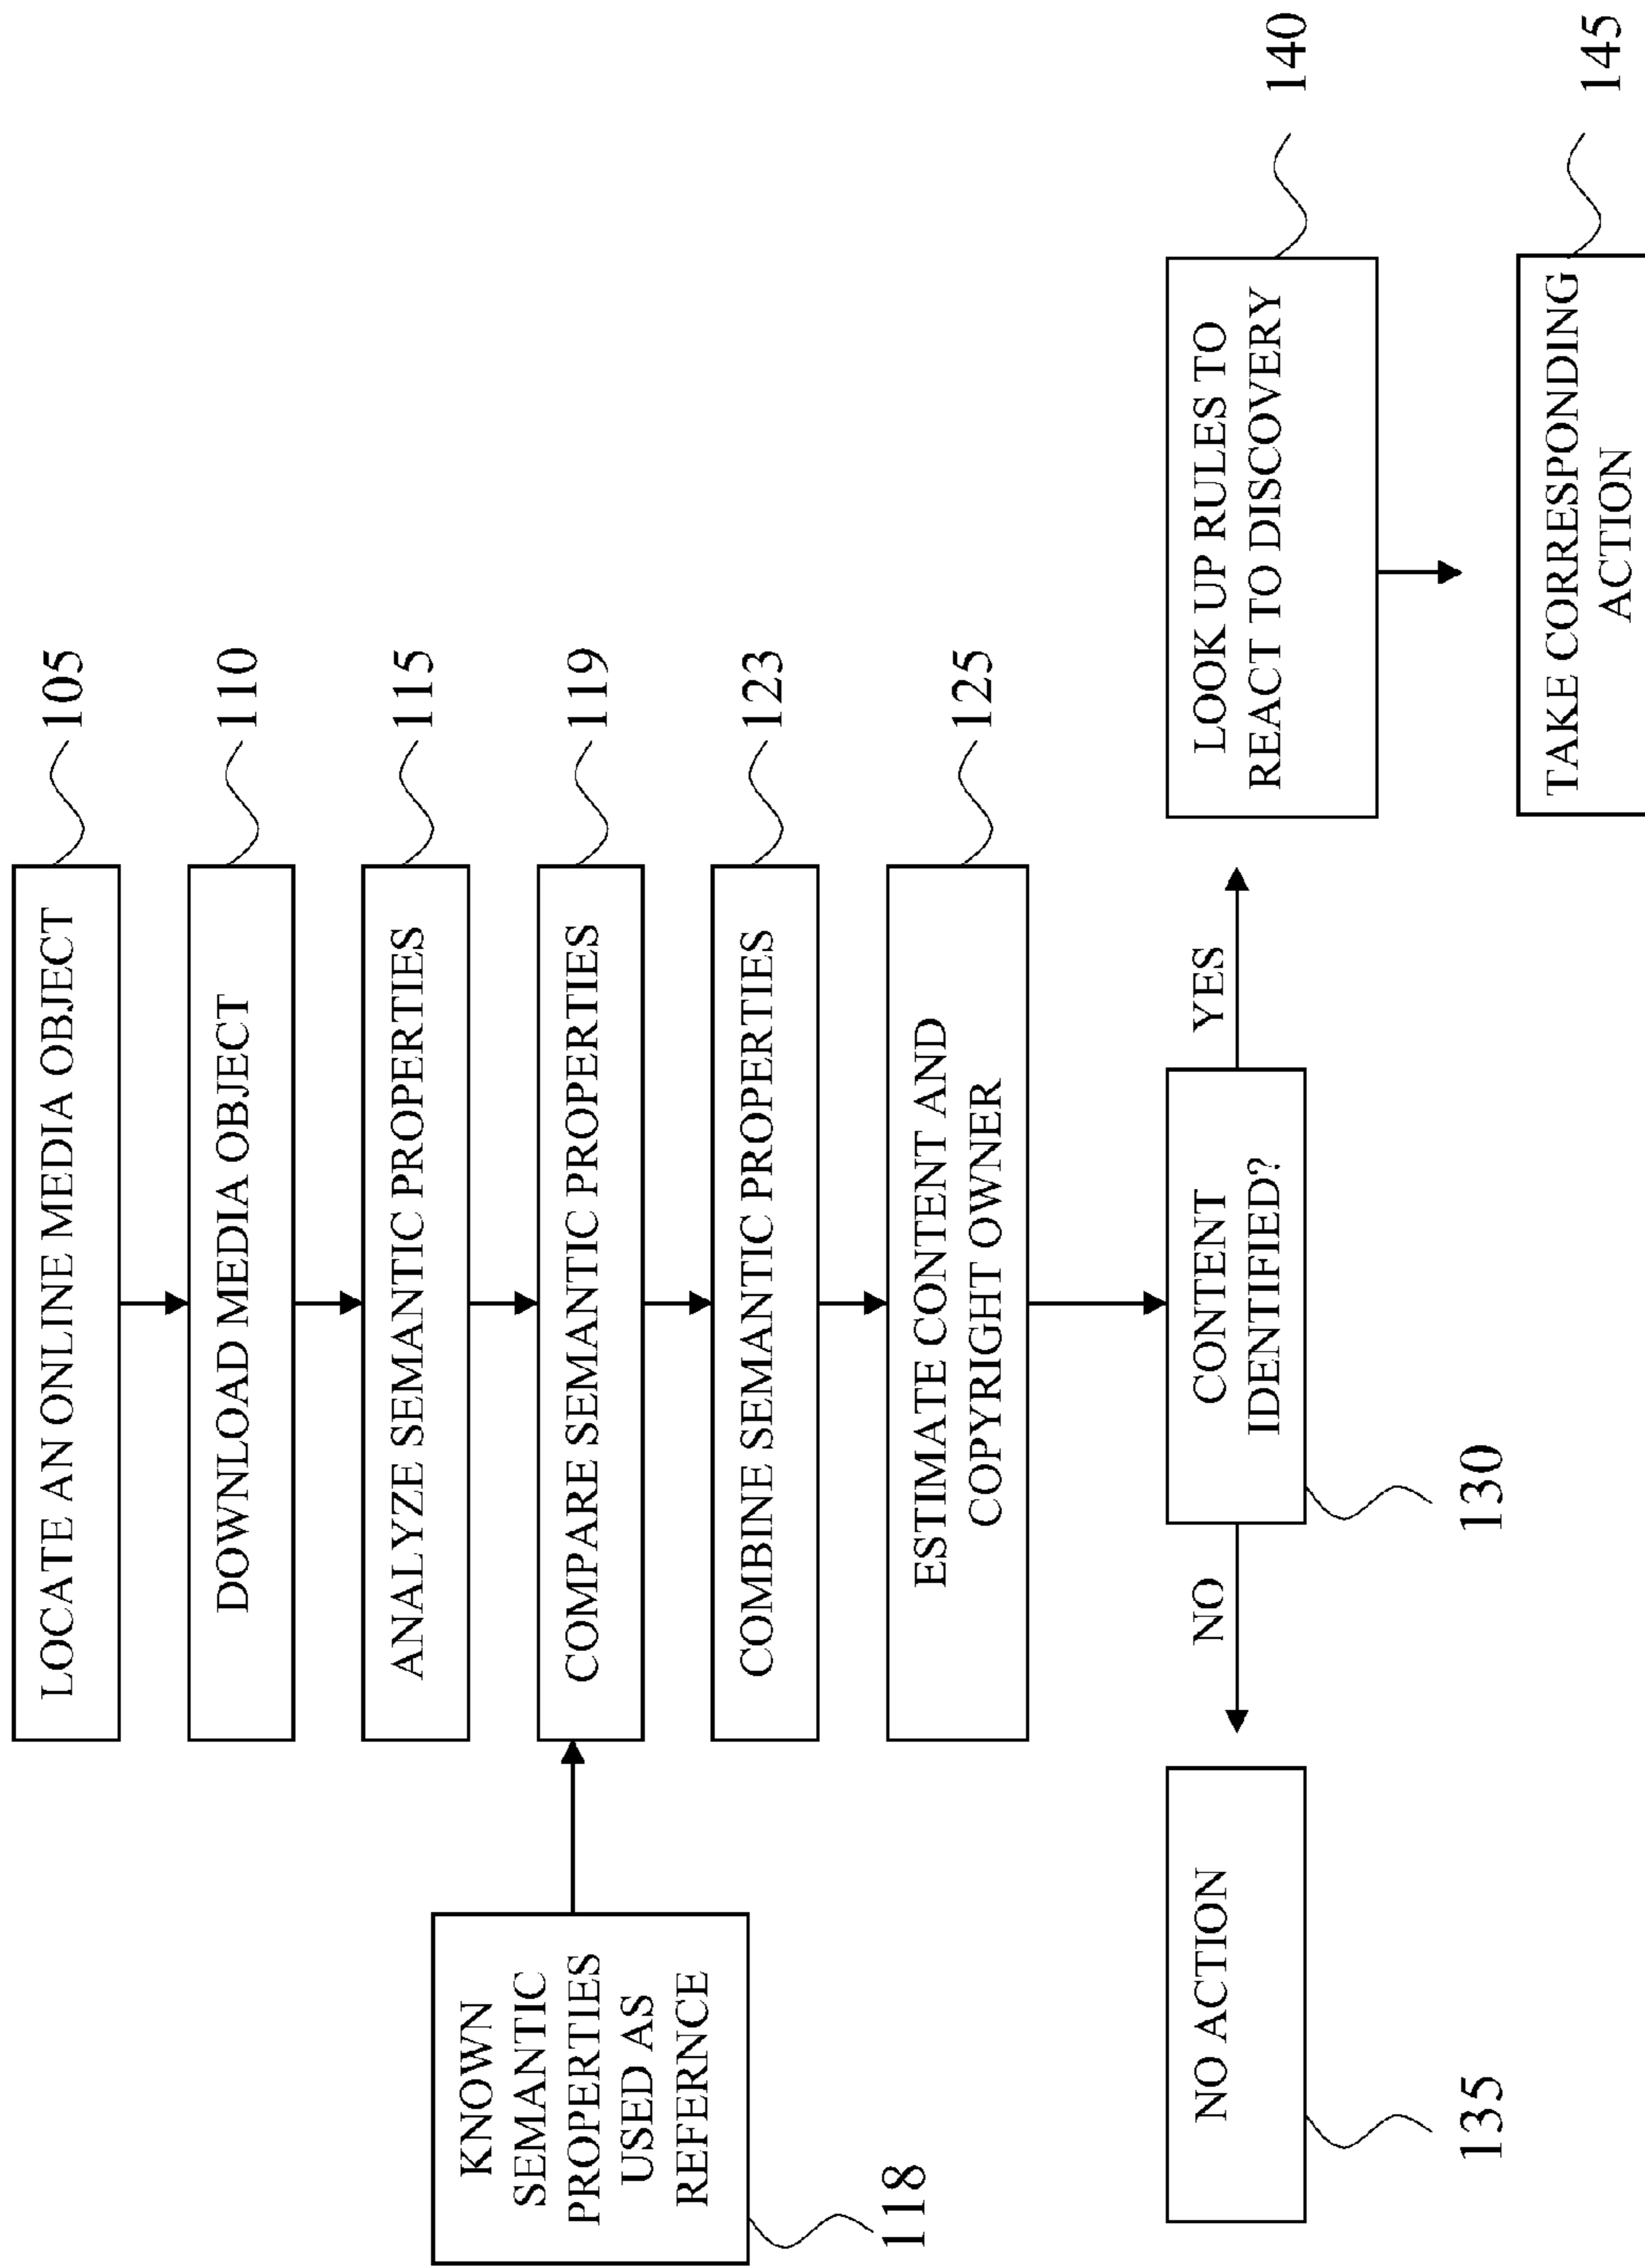 LOCATE AN ONLINE MEDIA OBJECT
105
DOWNLOAD MEDIA OBJECT
110
ANALYZE SEMANTIC PROPERTIES
115
KNOWN
SEMANTIC
PROPERTIES
USED AS
REFERNCE
118
COMPARE SEMANTIC PROPERTIES
119
COMBINE SEMANTIC PROPERTIES
123
ESTIMATE CONTENT AND
COPYRIGHT OWNER
125
CONTENT
IDENTIFIED?
130
NO
YES
NO ACTION
135
LOOK UP RULES TO
REACT TO DISCOVERY
140
TAKE CORRESPONDING
ACTION
145